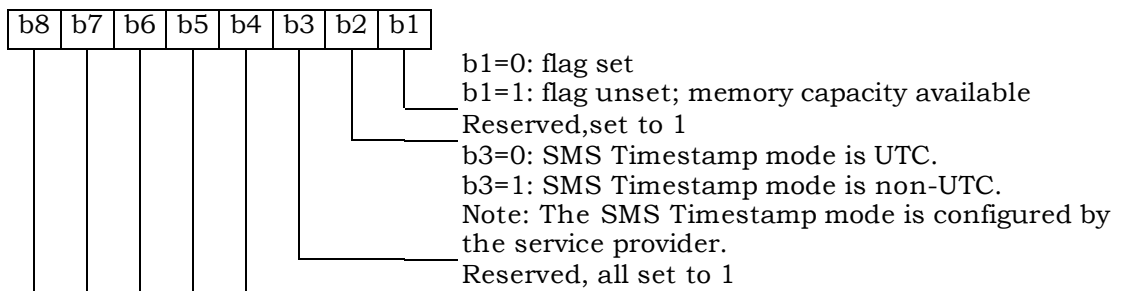 b8 b7 b6 b5 b4 b3 b2 b1
b1=0: flag set
b1=1: flag unset; memory capacity available
Reserved,set to 1
b3=0: SMS Timestamp mode is UTC.
b3=1: SMS Timestamp mode is non-UTC.
Note: The SMS Timestamp mode is configured by
the service provider.
Reserved, all set to 1